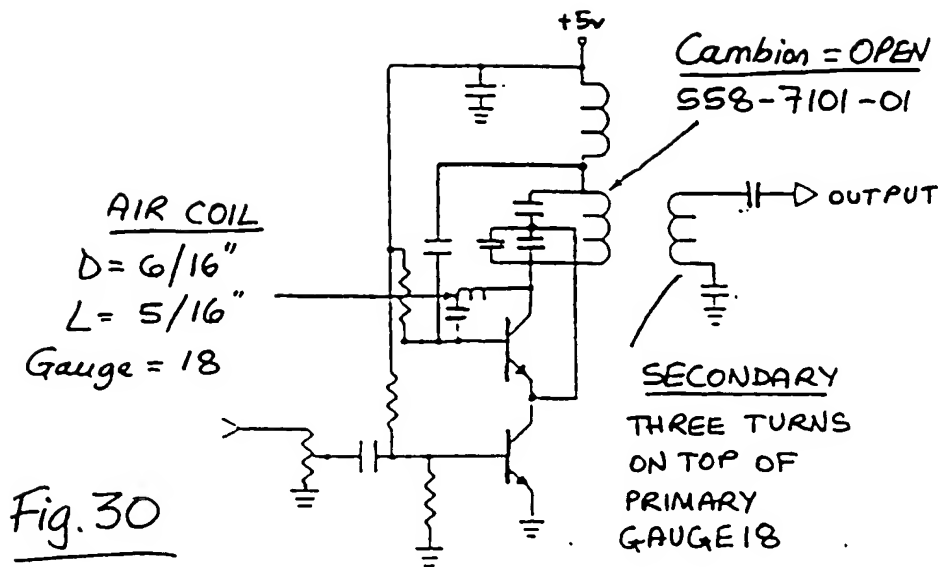 +5v
Cambion = OPEN
558-7101-01
OUTPUT
AIR COIL
D = 6/16"
L = 5/16"
Gauge = 18
SECONDARY
THREE TURNS
ON TOP OF
PRIMARY
GAUGE 18
Fig. 30